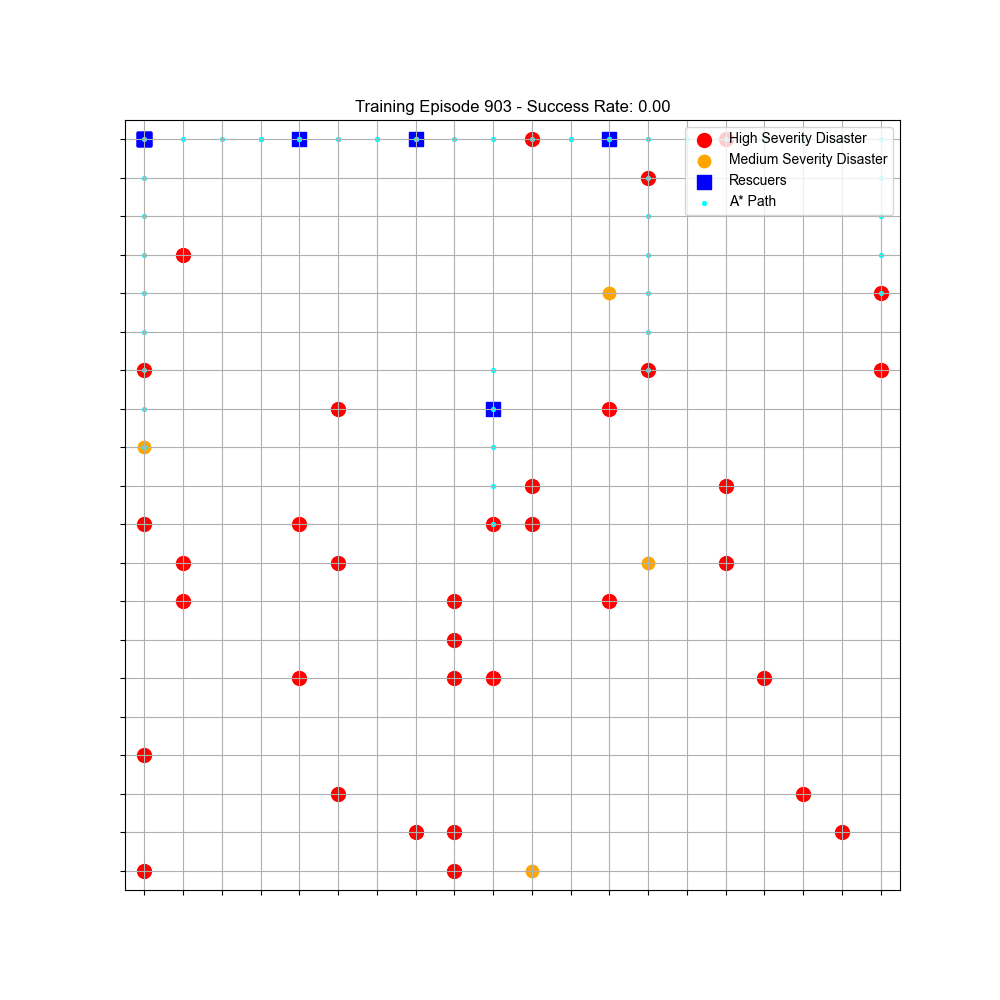 Training Episode 903 - Success Rate: 0.00
High Severity Disaster
Medium Severity Disaster
Rescuers
A* Path